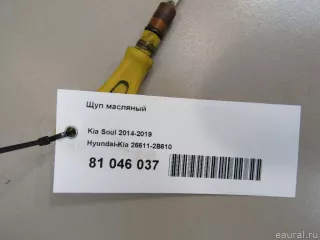 Щуп масляный
Kia Soul 2014-2019
Hyundai-Kia 26611-2B610
81 046 037
© eaural.ru